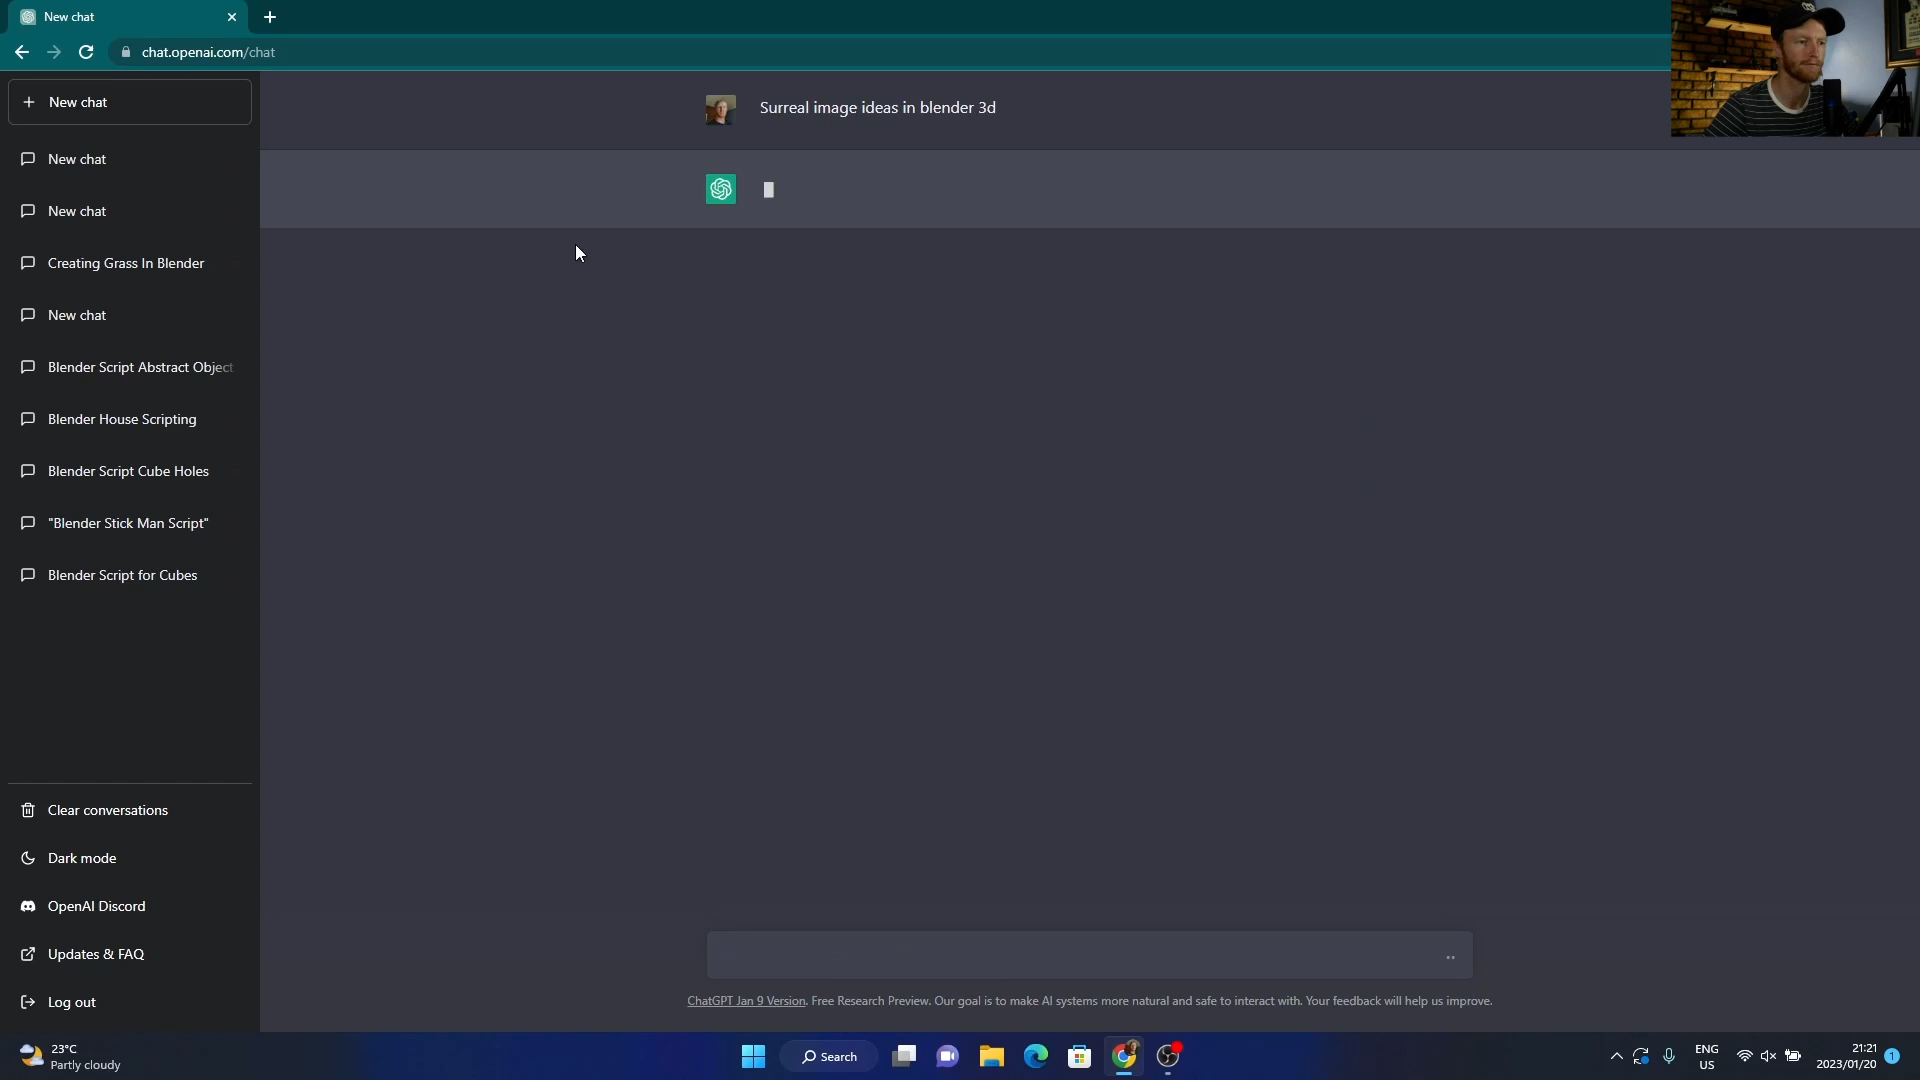 New chat
chat.openai.com/chat
New chat
Surreal image ideas in blender 3d
New chat
New chat
Creating Grass In Blender
New chat
Blender Script Abstract Object
Blender House Scripting
Blender Script Cube Holes
"Blender Stick Man Script"
Blender Script for Cubes
Clear conversations
Dark mode
OpenAI Discord
Updates & FAQ
Log out
ChatGPT Jan 9 Version. Free Research Preview. Our goal is to make AI systems more natural and safe to interact with. Your feedback will help us improve.
23°C
Partly cloudy
Search
ENG
US
21:21
2023/01/20
1